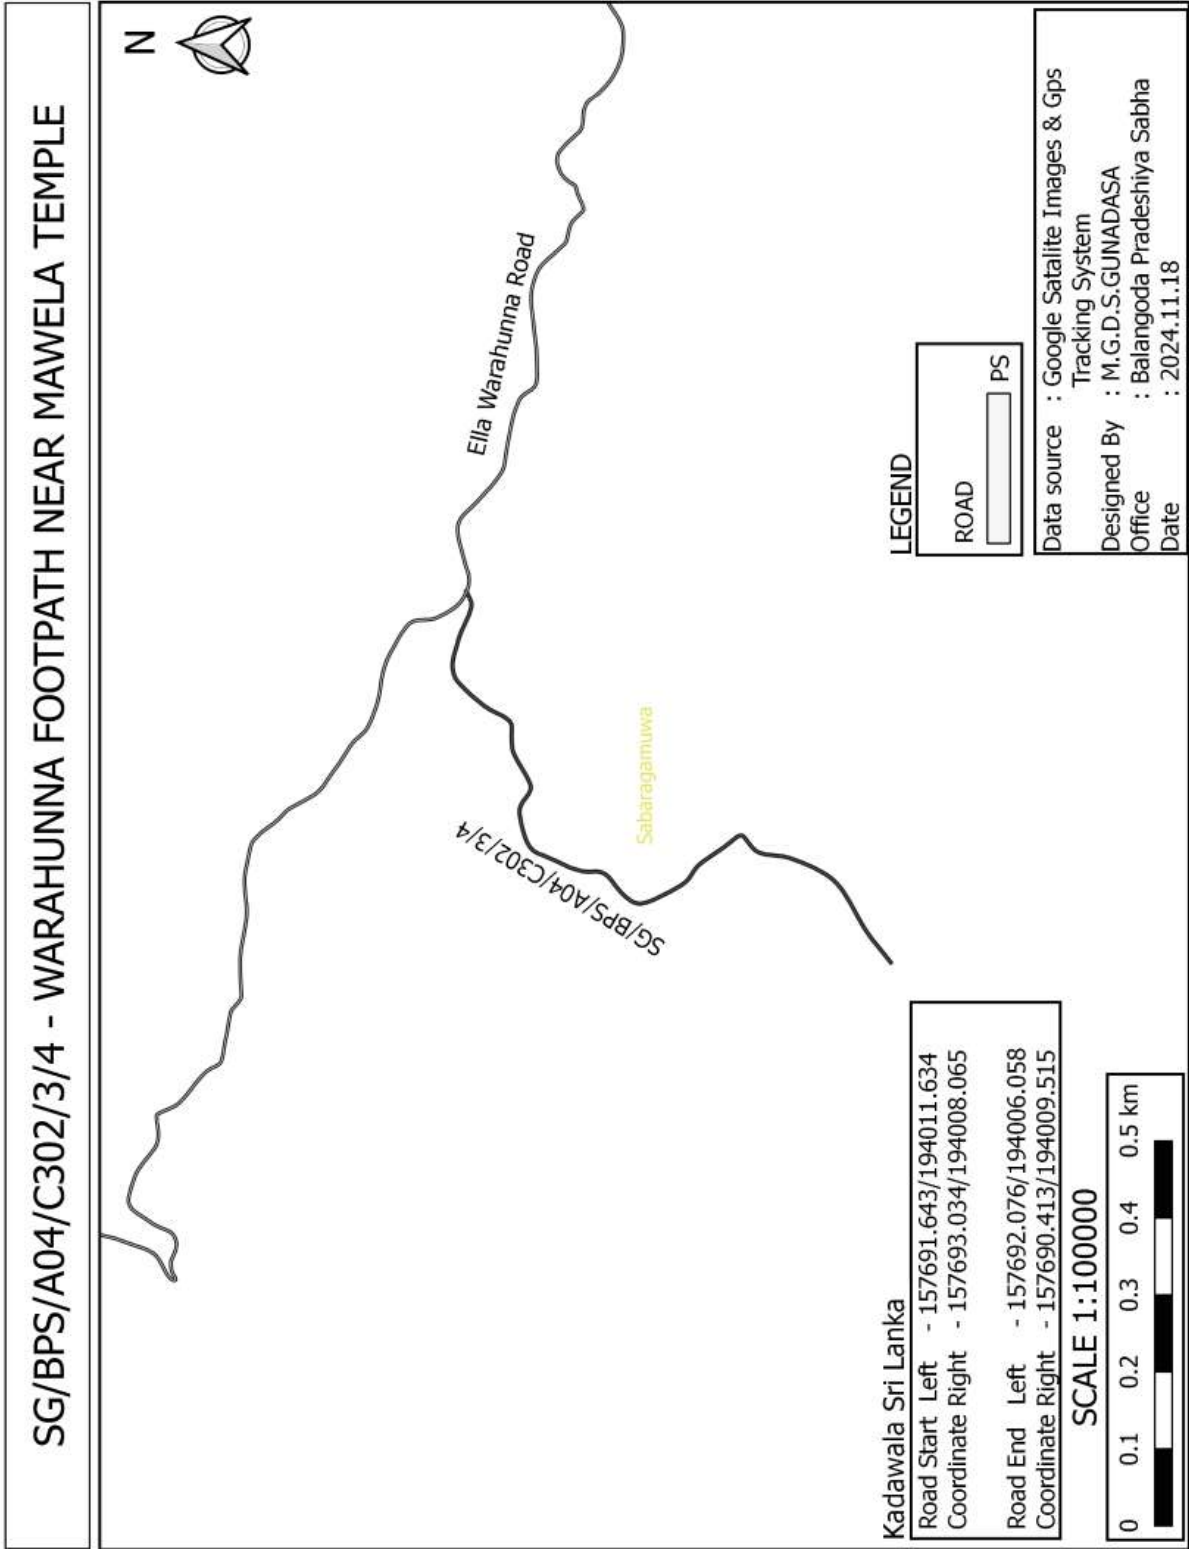 SG/BPS/A04/C302/3/4 - WARAHUNNA FOOTPATH NEAR MAWELA TEMPLE
N
Ella Warahunna Road
SG/BPS/A04/C302/3/4
Sabaragamuwa
Kadawala Sri Lanka
Road Start Left - 157691.643/194011.634
Coordinate Right - 157693.034/194008.065
Road End Left - 157692.076/194006.058
Coordinate Right - 157690.413/194009.515
SCALE 1:100000
0 0.1 0.2 0.3 0.4 0.5 km
LEGEND
ROAD
PS
Data source : Google Satalite Images & Gps
Tracking System
Designed By : M.G.D.S.GUNADASA
Office : Balangoda Pradeshiya Sabha
Date : 2024.11.18